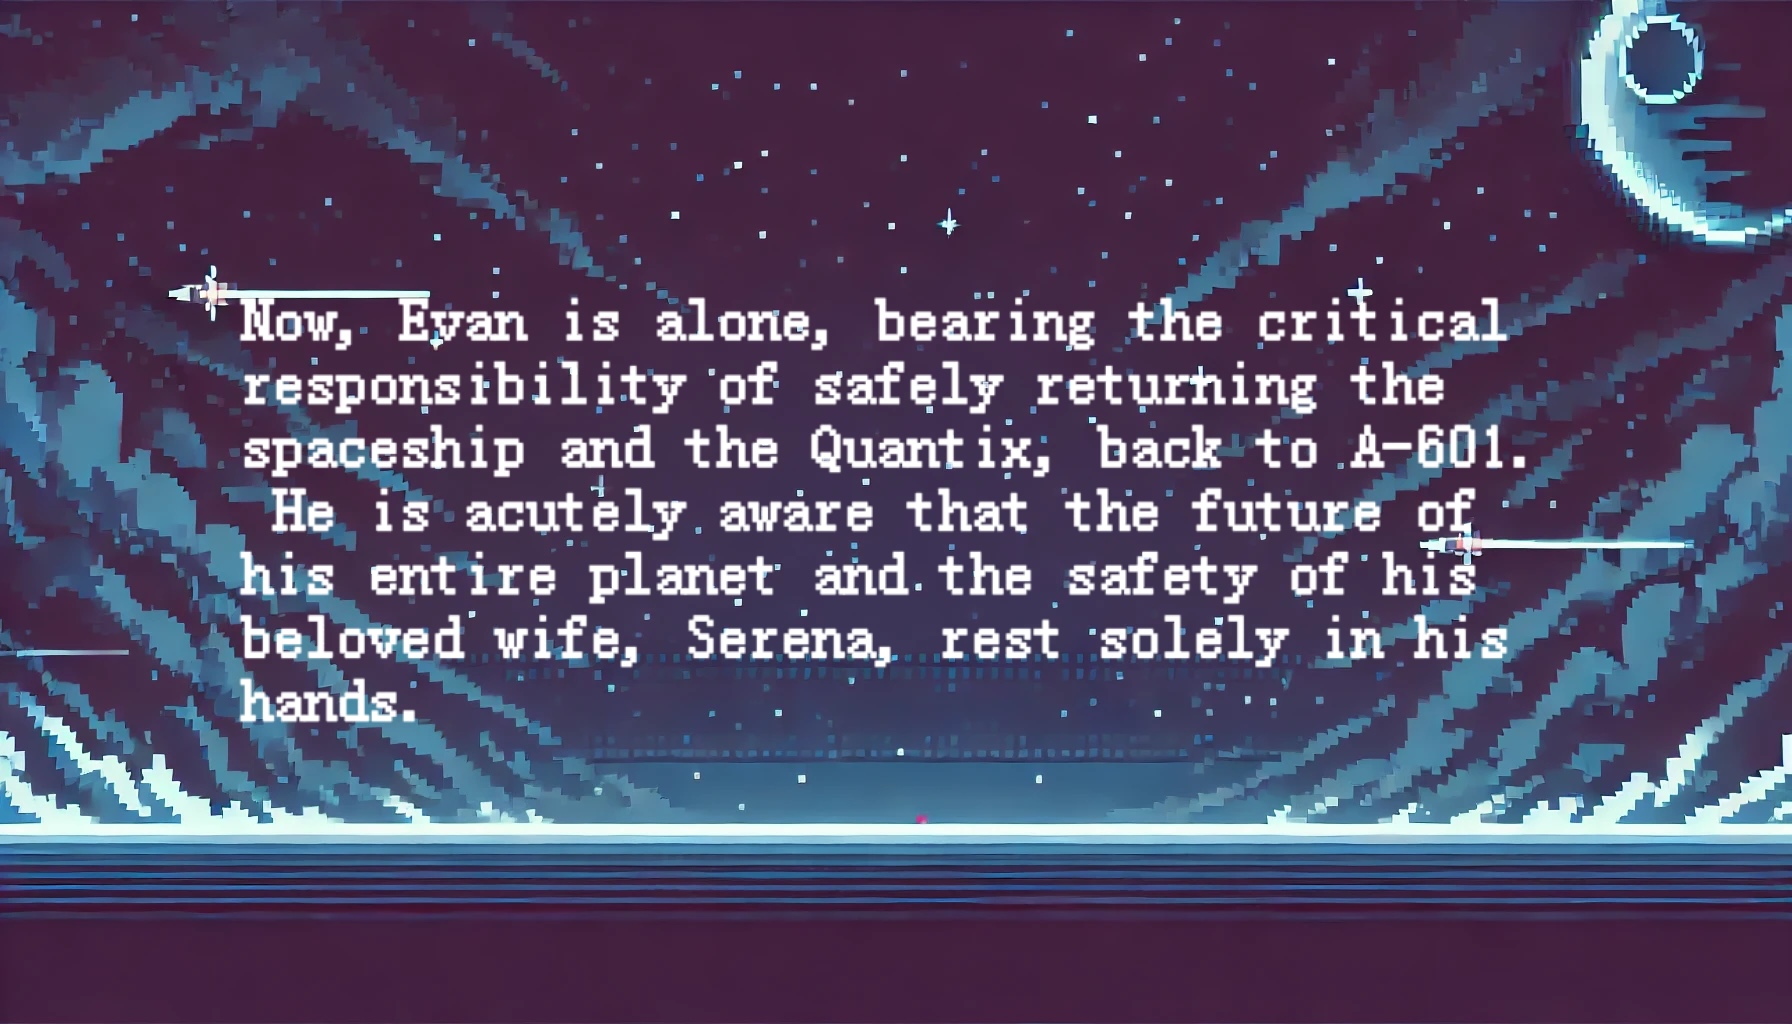 Now, Evan is alone, bearing the critical
responsibility of safely returning the
spaceship and the Quantix, back to A-601.
He is acutely aware that the future of
his entire planet and the safety of his
beloved wife, Serena, rest solely in his
hands.